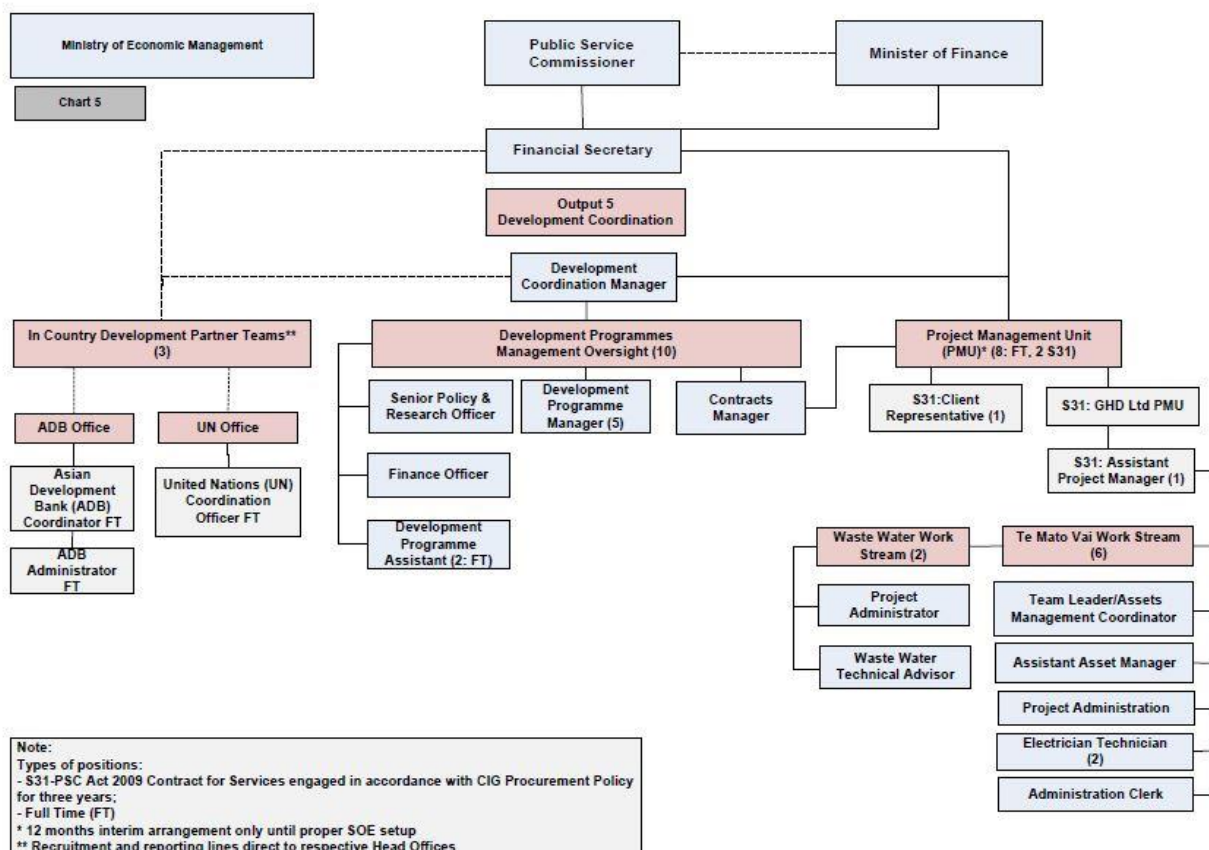 Ministry of Economic Management
Chart 5
Public Service
Commissioner
Minister of Finance
Financial Secretary
Output 5
Development Coordination
Development
Coordination Manager
In Country Development Partner Teams**
(3)
Development Programmes
Management Oversight (10)
Project Management Unit
(PMU)* (8: FT, 2 S31)
Senior Policy &
Research Officer
Development
Programme
Manager (5)
Contracts
Manager
S31:Client
Representative (1)
S31: GHD Ltd PMU
ADB Office
UN Office
Asian
Development
Bank (ADB)
Coordinator FT
United Nations (UN)
Coordination
Officer FT
Finance Officer
S31: Assistant
Project Manager (1)
ADB
Administrator
FT
Development
Programme
Assistant (2: FT)
Waste Water Work
Stream (2)
Te Mato Vai Work Stream
(6)
Project
Administrator
Team Leader/Assets
Management Coordinator
Waste Water
Technical Advisor
Assistant Asset Manager
Project Administration
Electrician Technician
(2)
Administration Clerk
Note:
Types of positions:
- S31-PSC Act 2009 Contract for Services engaged in accordance with CIG Procurement Policy
for three years;
- Full Time (FT)
* 12 months interim arrangement only until proper SOE setup
** Recruitment and reporting lines direct to respective Head Offices